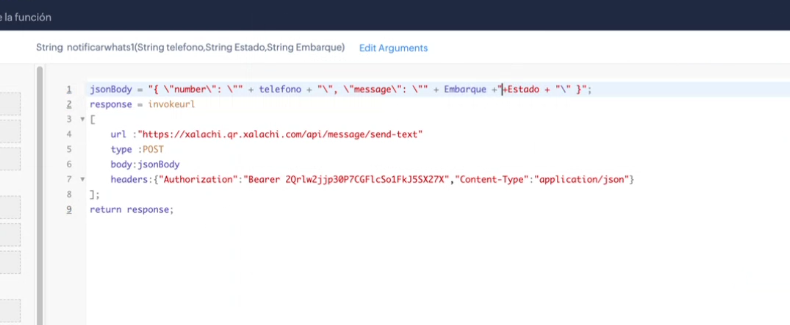 e la función
String notificarwhats1(String telefono,String Estado,String Embarque) Edit Arguments
1 jsonBody = "{ \"number\": \"" + telefono + "\", \"message\": \"" + Embarque +"+Estado + "\" }";
2 response = invokeurl
3 [
4 url :"https://xalachi.qr.xalachi.com/api/message/send-text"
5 type :POST
6 body:jsonBody
7 headers:{"Authorization":"Bearer 2Qrlw2jjp30P7CGFlcSo1FkJ5SX27X","Content-Type":"application/json"}
8 ];
9 return response;